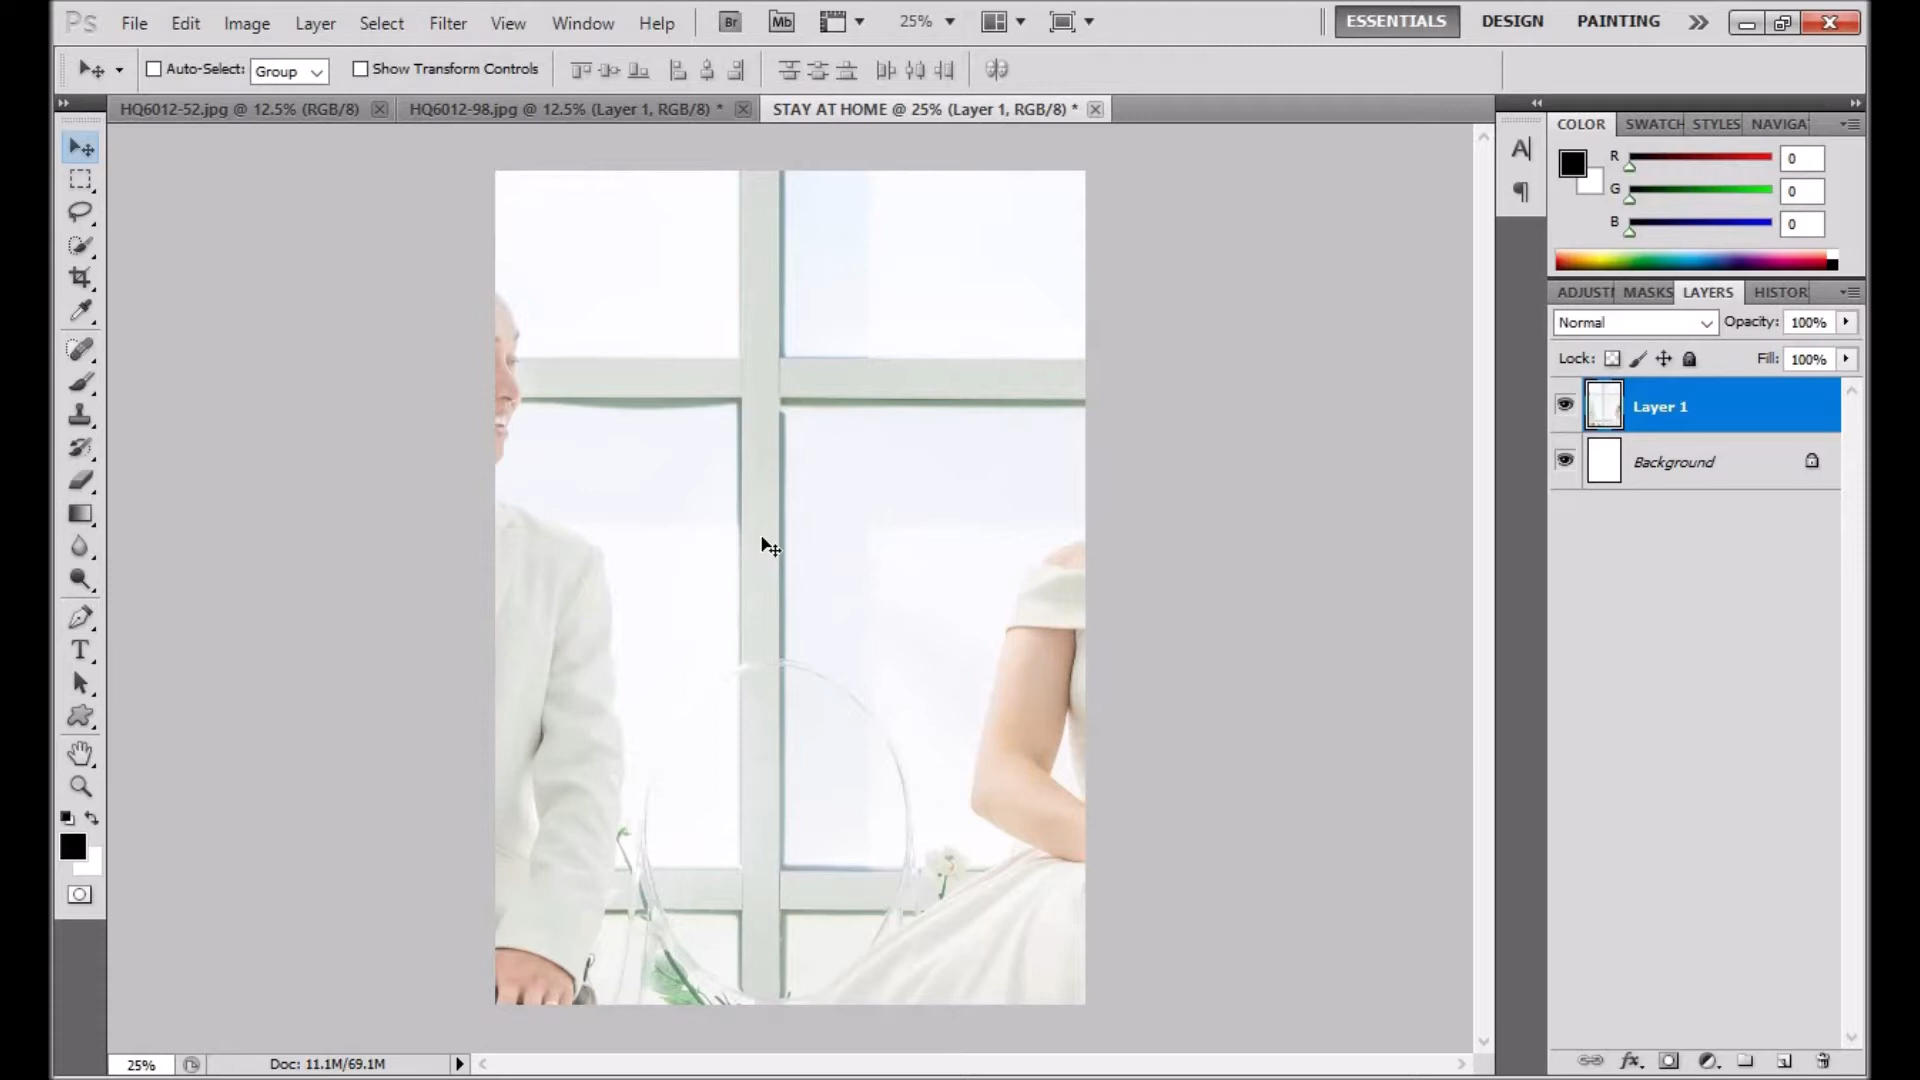 Ps File Edit Image Layer Select Filter View Window Help Br Mb 25% ESSENTIALS DESIGN PAINTING
Auto-Select: Group Show Transform Controls
HQ6012-52.jpg @ 12.5% (RGB/8) HQ6012-98.jpg @ 12.5% (Layer 1, RGB/8) * STAY AT HOME @ 25% (Layer 1, RGB/8) *
COLOR SWATCH STYLES NAVIGA
R 0
G 0
B 0
ADJUSTI MASKS LAYERS HISTOR
Normal Opacity: 100%
Lock: Fill: 100%
Layer 1
Background
25% Doc: 11.1M/69.1M